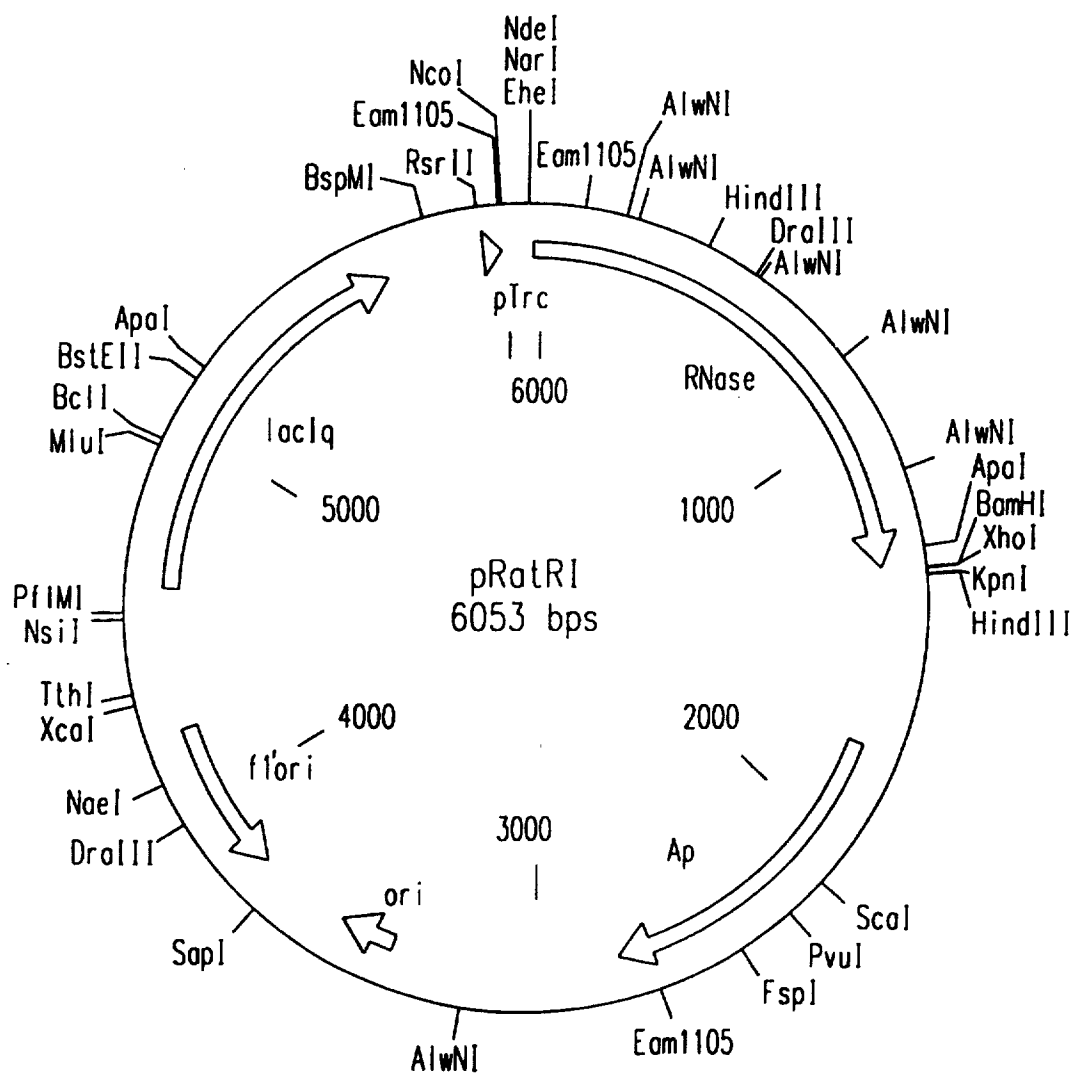 NdeI
NarI
EheI
NcoI
Eam1105
RsrII
BspMI
Eam1105
AlwNI
AlwNI
HindIII
DraIII
AlwNI
AlwNI
AlwNI
ApaI
BamHI
XhoI
KpnI
HindIII
ApaI
BstEII
BclI
MluI
pTrc
6000
RNase
lacIq
5000
1000
pRatRI
6053 bps
PflMI
NsiI
TthI
XcaI
4000
2000
f1'ori
NaeI
DraIII
3000
Ap
ori
ScaI
PvuI
FspI
SapI
Eam1105
AlwNI